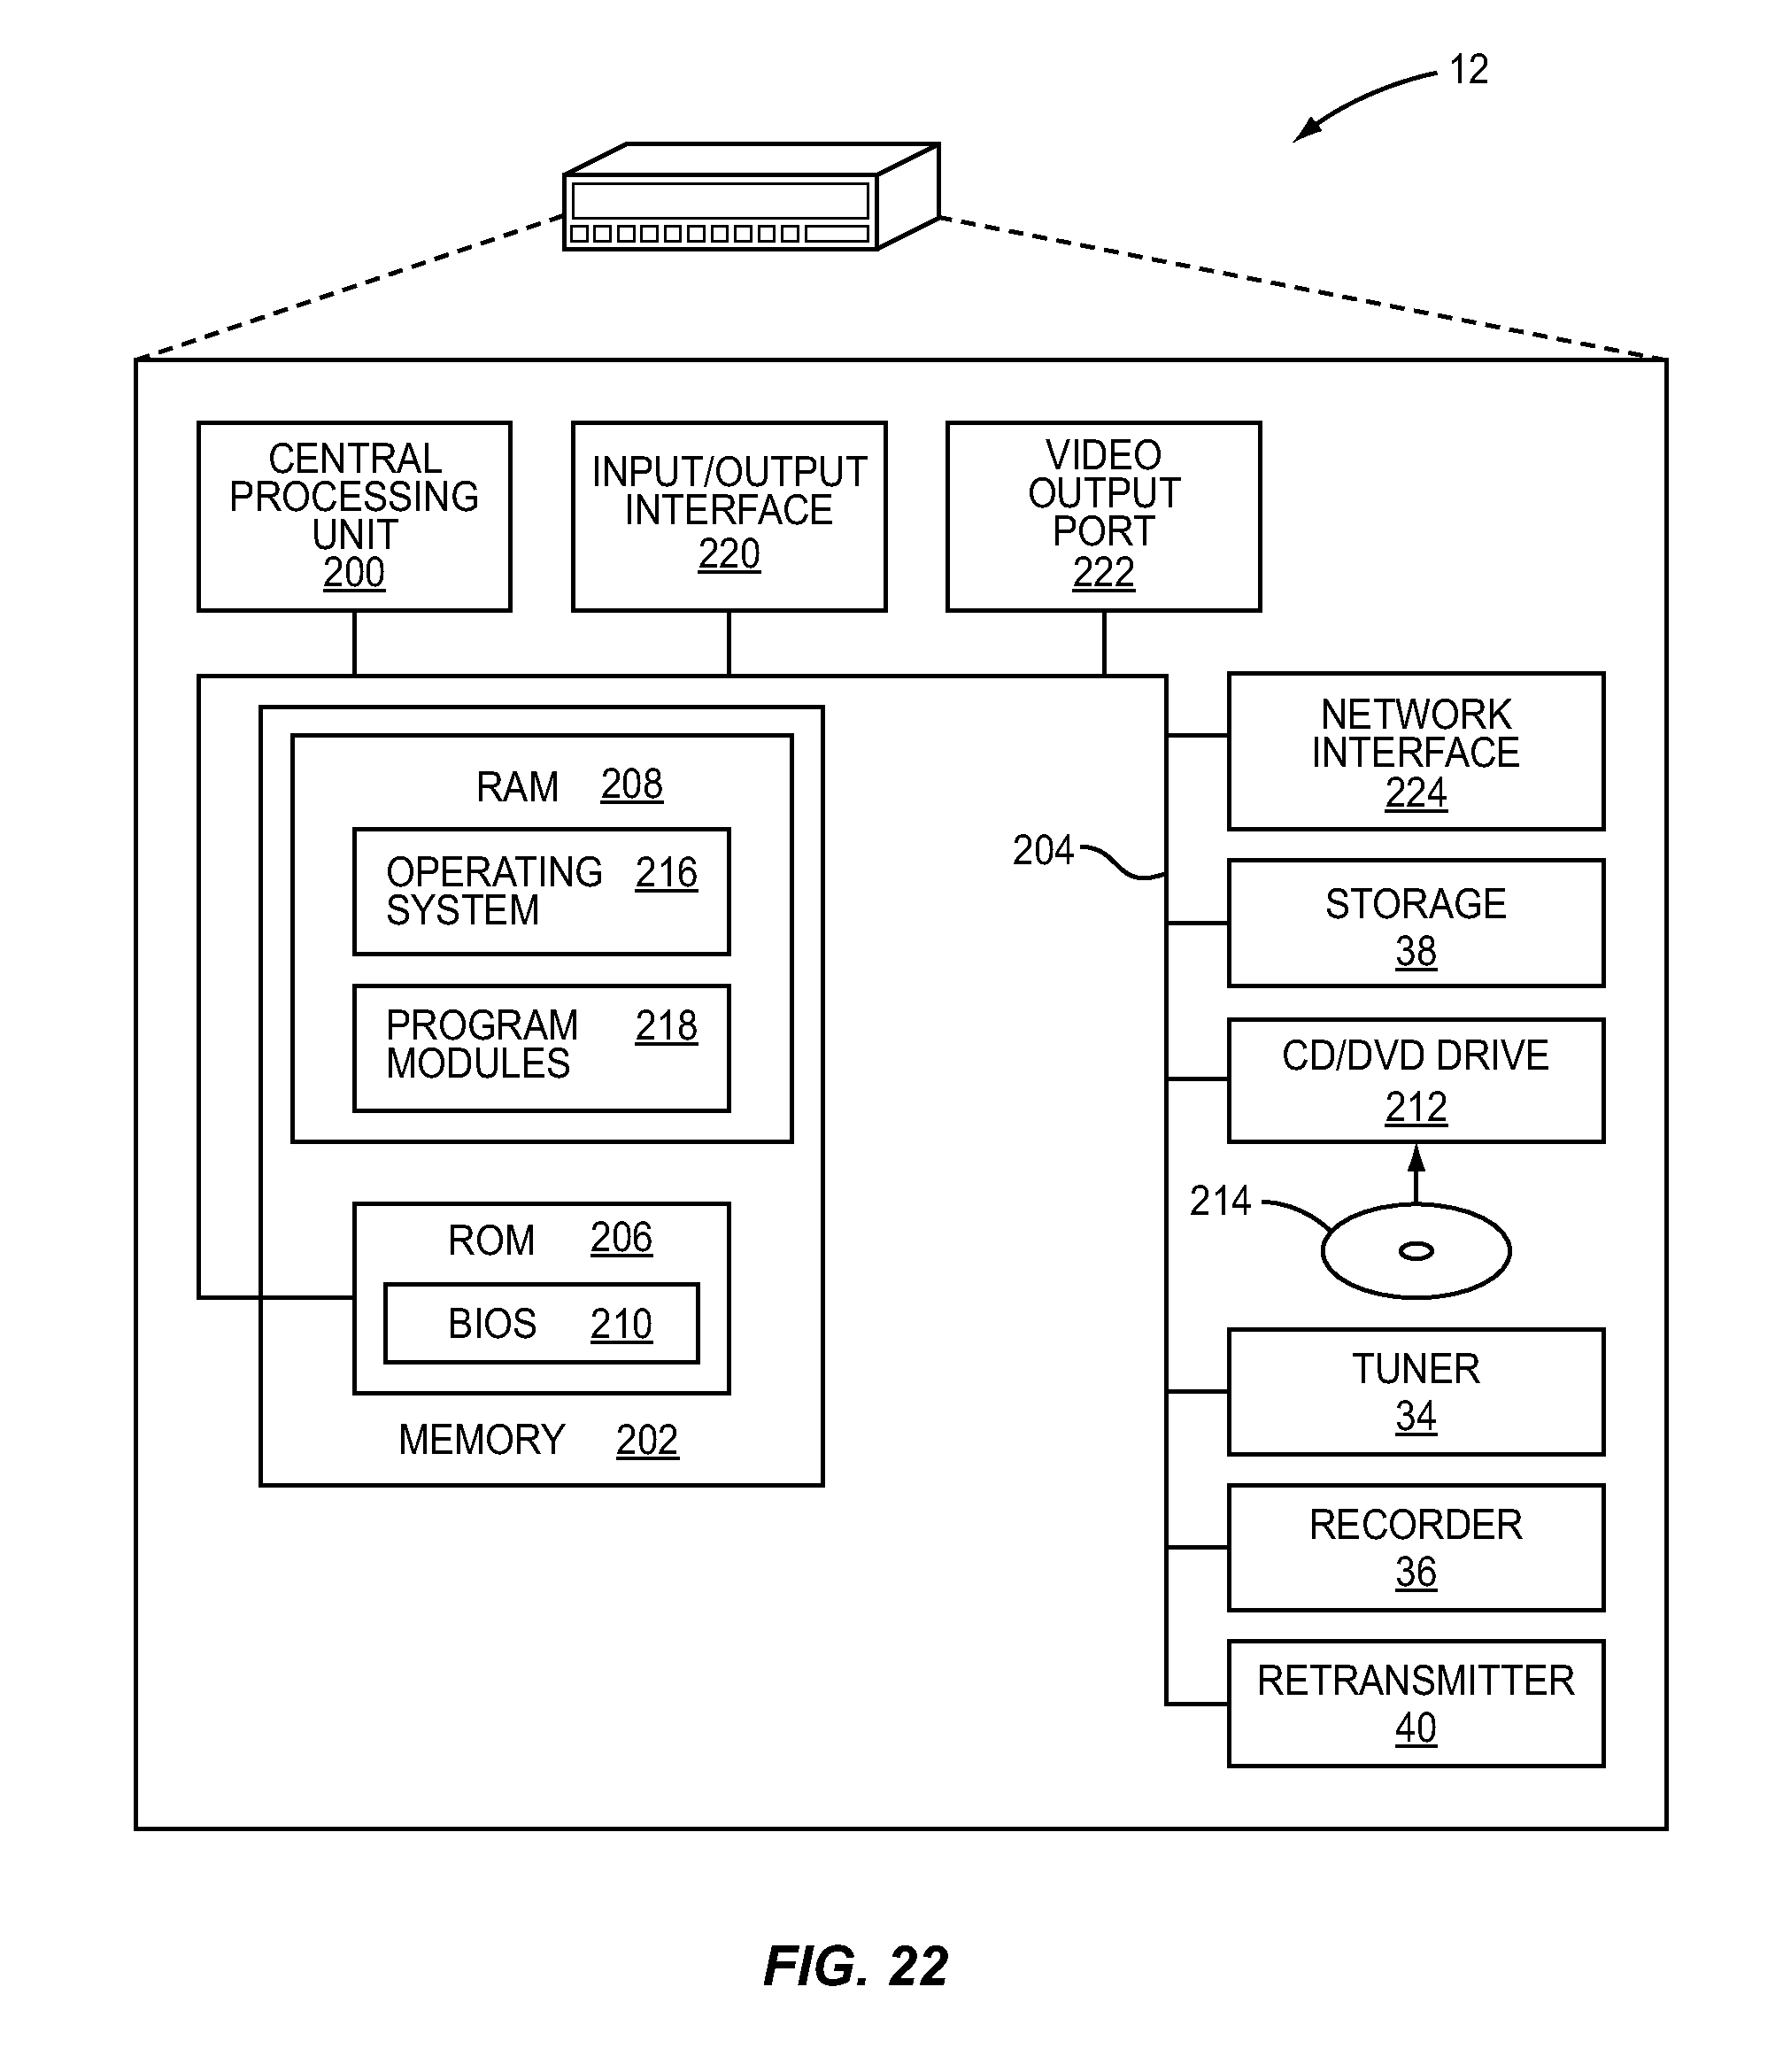 12
CENTRAL
PROCESSING
UNIT
200
INPUT/OUTPUT
INTERFACE
220
VIDEO
OUTPUT
PORT
222
RAM 208
OPERATING 216
SYSTEM
PROGRAM 218
MODULES
ROM 206
BIOS 210
MEMORY 202
204
NETWORK
INTERFACE
224
STORAGE
38
CD/DVD DRIVE
212
214
TUNER
34
RECORDER
36
RETRANSMITTER
40
FIG. 22